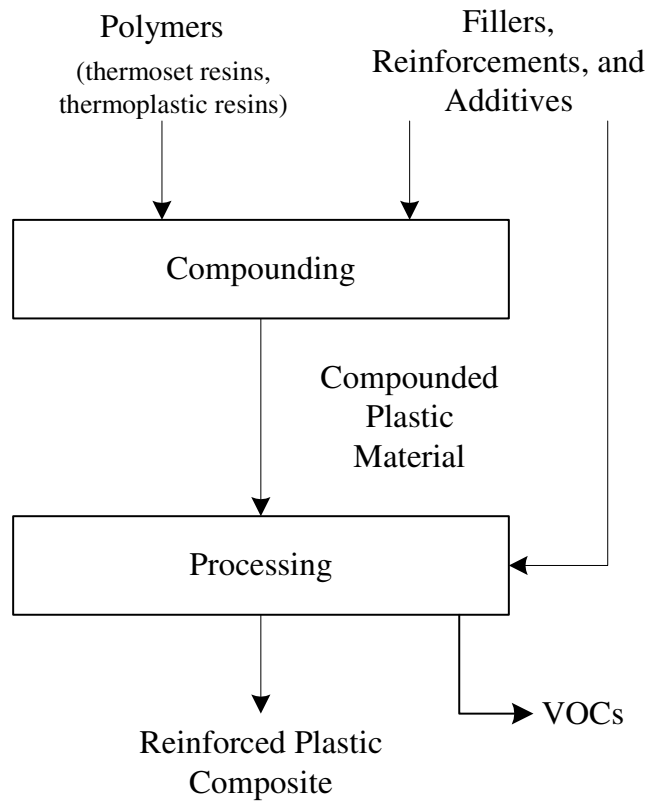 Polymers
(thermoset resins,
thermoplastic resins)
Fillers,
Reinforcements, and
Additives
Compounding
Compounded
Plastic
Material
Processing
VOCs
Reinforced Plastic
Composite